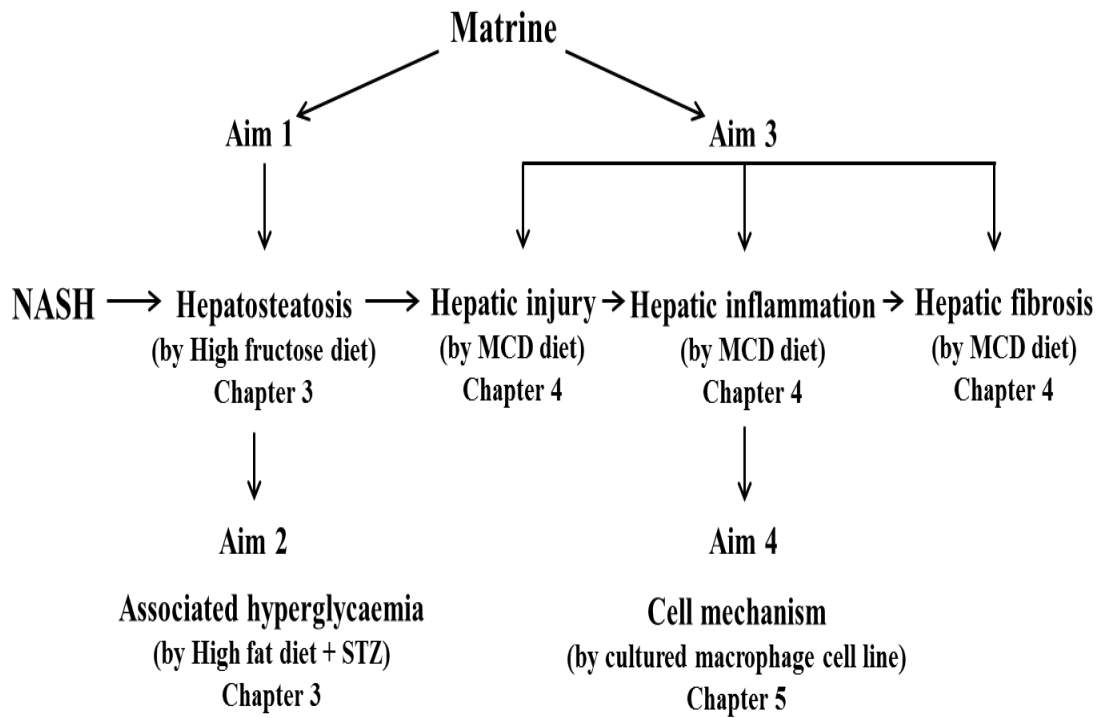 Matrine
Aim 1
Aim 3
NASH
Hepatosteatosis
(by High fructose diet)
Chapter 3
Hepatic injury
(by MCD diet)
Chapter 4
Hepatic inflammation
(by MCD diet)
Chapter 4
Hepatic fibrosis
(by MCD diet)
Chapter 4
Aim 2
Associated hyperglycaemia
(by High fat diet + STZ)
Chapter 3
Aim 4
Cell mechanism
(by cultured macrophage cell line)
Chapter 5